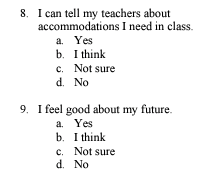 8. I can tell my teachers about
accommodations I need in class.
a. Yes
b. I think
c. Not sure
d. No
9. I feel good about my future.
a. Yes
b. I think
c. Not sure
d. No